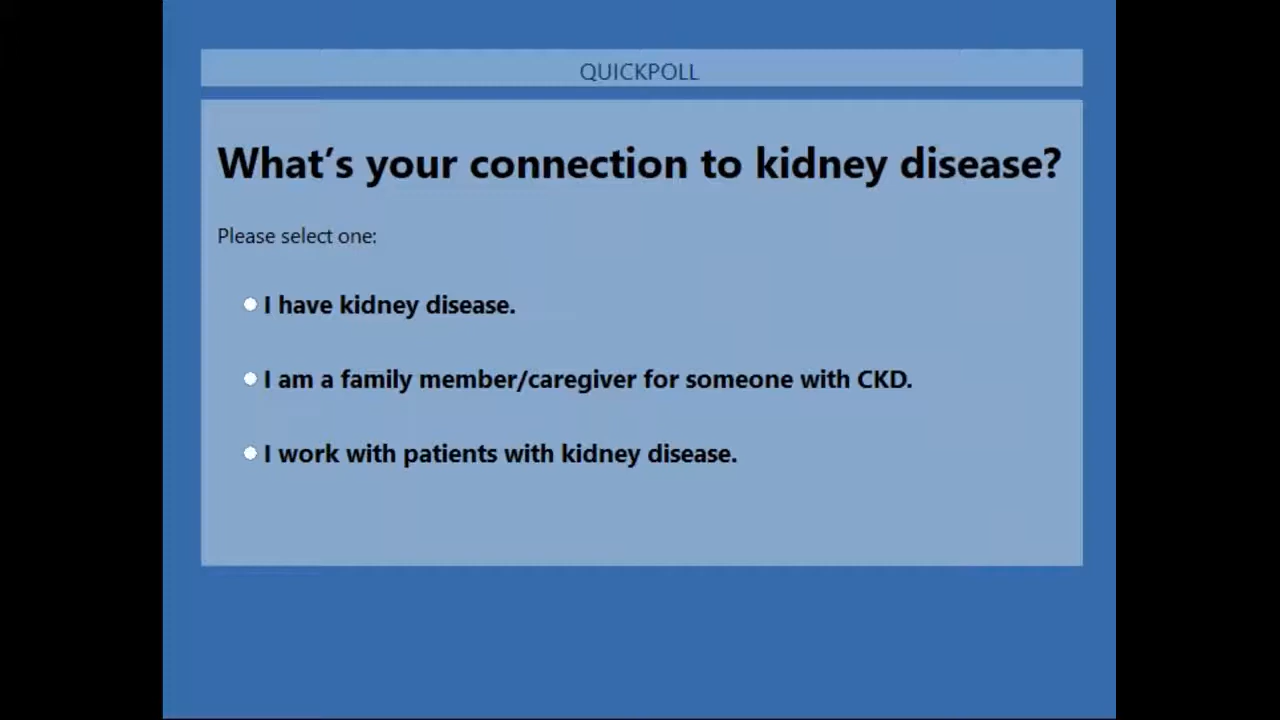 QUICKPOLL
What’s your connection to kidney disease?
Please select one:
I have kidney disease.
I am a family member/caregiver for someone with CKD.
I work with patients with kidney disease.